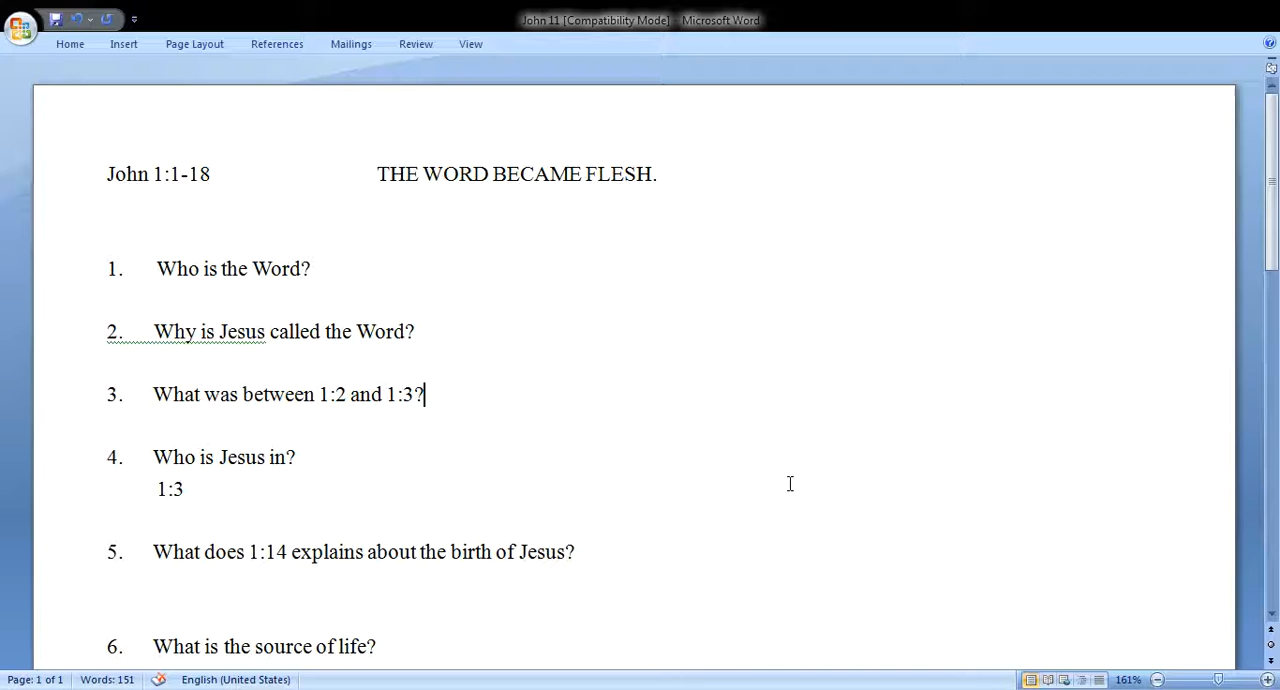 John 11 [Compatibility Mode] - Microsoft Word
Home Insert Page Layout References Mailings Review View
John 1:1-18 THE WORD BECAME FLESH.
1. Who is the Word?
2. Why is Jesus called the Word?
3. What was between 1:2 and 1:3?
4. Who is Jesus in?
1:3
5. What does 1:14 explains about the birth of Jesus?
6. What is the source of life?
Page: 1 of 1 Words: 151 English (United States) 161%